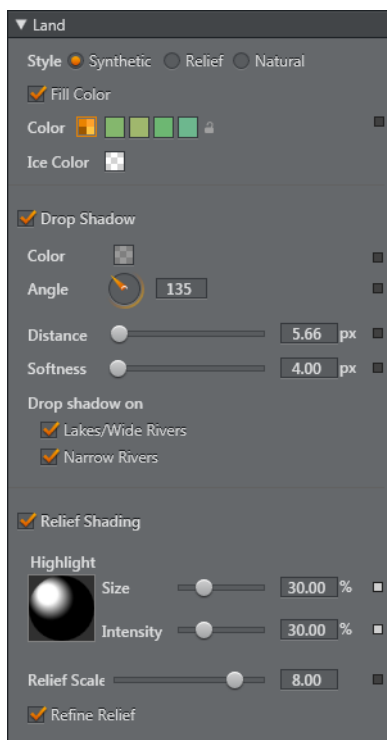 Land
Style Synthetic Relief Natural
Fill Color
Color
Ice Color
Drop Shadow
Color
Angle 135
Distance 5.66 px
Softness 4.00 px
Drop shadow on
Lakes/Wide Rivers
Narrow Rivers
Relief Shading
Highlight
Size 30.00 %
Intensity 30.00 %
Relief Scale 8.00
Refine Relief